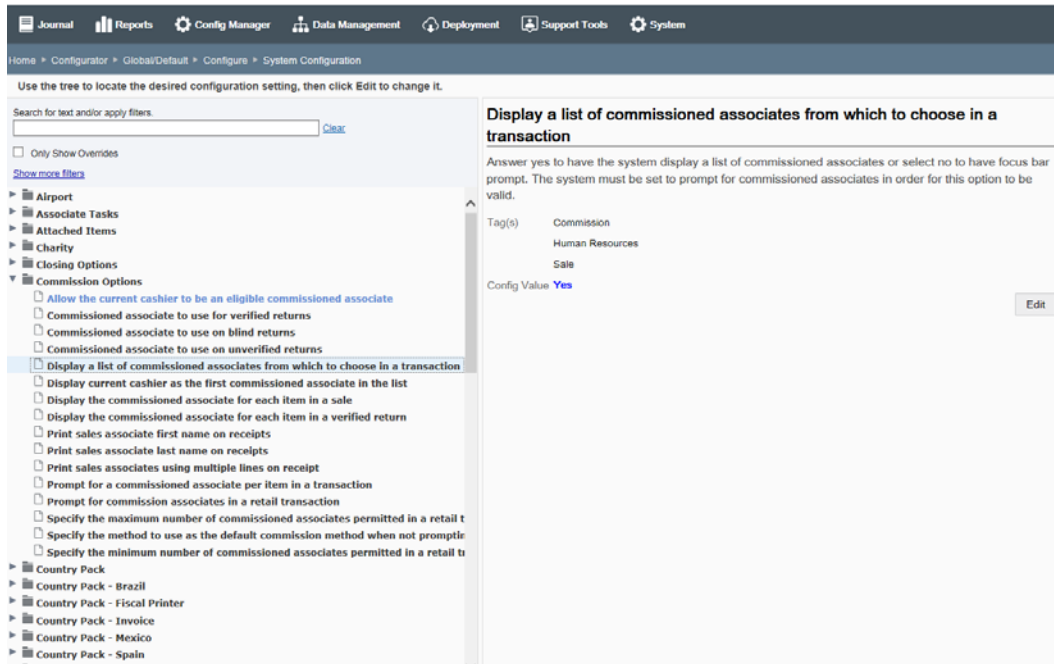 Journal Reports Config Manager Data Management Deployment Support Tools System
Home ▸ Configurator ▸ Global/Default ▸ Configure ▸ System Configuration
Use the tree to locate the desired configuration setting, then click Edit to change it.
Search for text and/or apply filters.
Clear
Only Show Overrides
Show more filters
Airport
Associate Tasks
Attached Items
Charity
Closing Options
Commission Options
Allow the current cashier to be an eligible commissioned associate
Commissioned associate to use for verified returns
Commissioned associate to use on blind returns
Commissioned associate to use on unverified returns
Display a list of commissioned associates from which to choose in a transaction
Display current cashier as the first commissioned associate in the list
Display the commissioned associate for each item in a sale
Display the commissioned associate for each item in a verified return
Print sales associate first name on receipts
Print sales associate last name on receipts
Print sales associates using multiple lines on receipt
Prompt for a commissioned associate per item in a transaction
Prompt for commission associates in a retail transaction
Specify the maximum number of commissioned associates permitted in a retail t
Specify the method to use as the default commission method when not promptin
Specify the minimum number of commissioned associates permitted in a retail tr
Country Pack
Country Pack - Brazil
Country Pack - Fiscal Printer
Country Pack - Invoice
Country Pack - Mexico
Country Pack - Spain
Display a list of commissioned associates from which to choose in a
transaction
Answer yes to have the system display a list of commissioned associates or select no to have focus bar
prompt. The system must be set to prompt for commissioned associates in order for this option to be
valid.
Tag(s) Commission
Human Resources
Sale
Config Value Yes
Edit